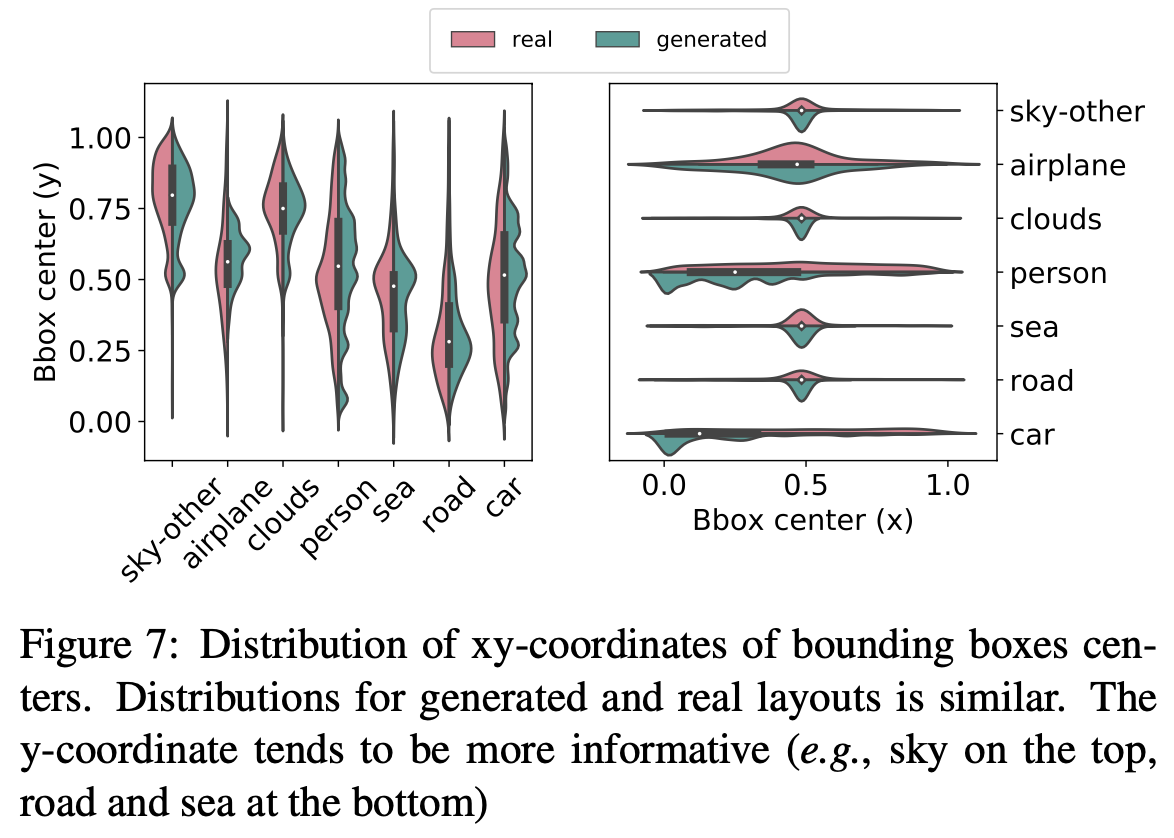 real generated
Bbox center (y)
1.00
0.75
0.50
0.25
0.00
sky-other
airplane
clouds
person
sea
road
car
sky-other
airplane
clouds
person
sea
road
car
0.0 0.5 1.0
Bbox center (x)
Figure 7: Distribution of xy-coordinates of bounding boxes cen-
ters. Distributions for generated and real layouts is similar. The
y-coordinate tends to be more informative (e.g., sky on the top,
road and sea at the bottom)